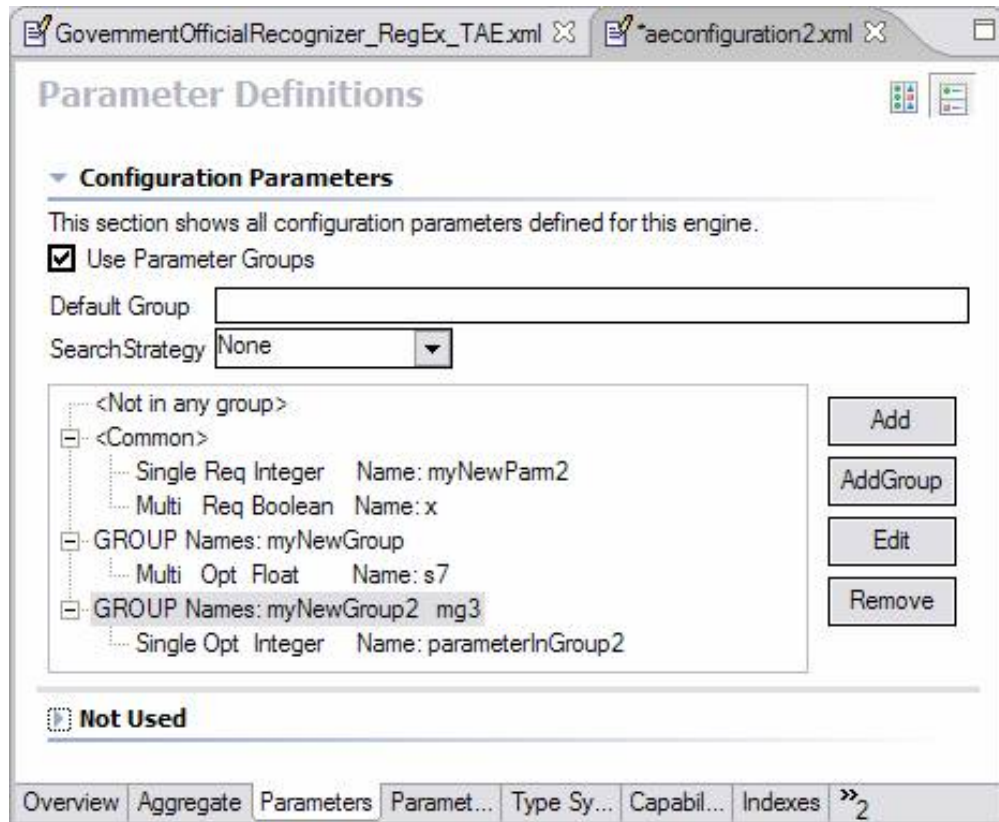 GovernmentOfficialRecognizer_RegEx_TAE.xml *aeconfiguration2.xml
Parameter Definitions
Configuration Parameters
This section shows all configuration parameters defined for this engine.
Use Parameter Groups
Default Group
SearchStrategy None
<Not in any group>
<Common>
Single Req Integer Name: myNewParm2
Multi Req Boolean Name: x
GROUP Names: myNewGroup
Multi Opt Float Name: s7
GROUP Names: myNewGroup2 mg3
Single Opt Integer Name: parameterInGroup2
Add
AddGroup
Edit
Remove
Not Used
Overview Aggregate Parameters Paramet... Type Sy... Capabil... Indexes »2